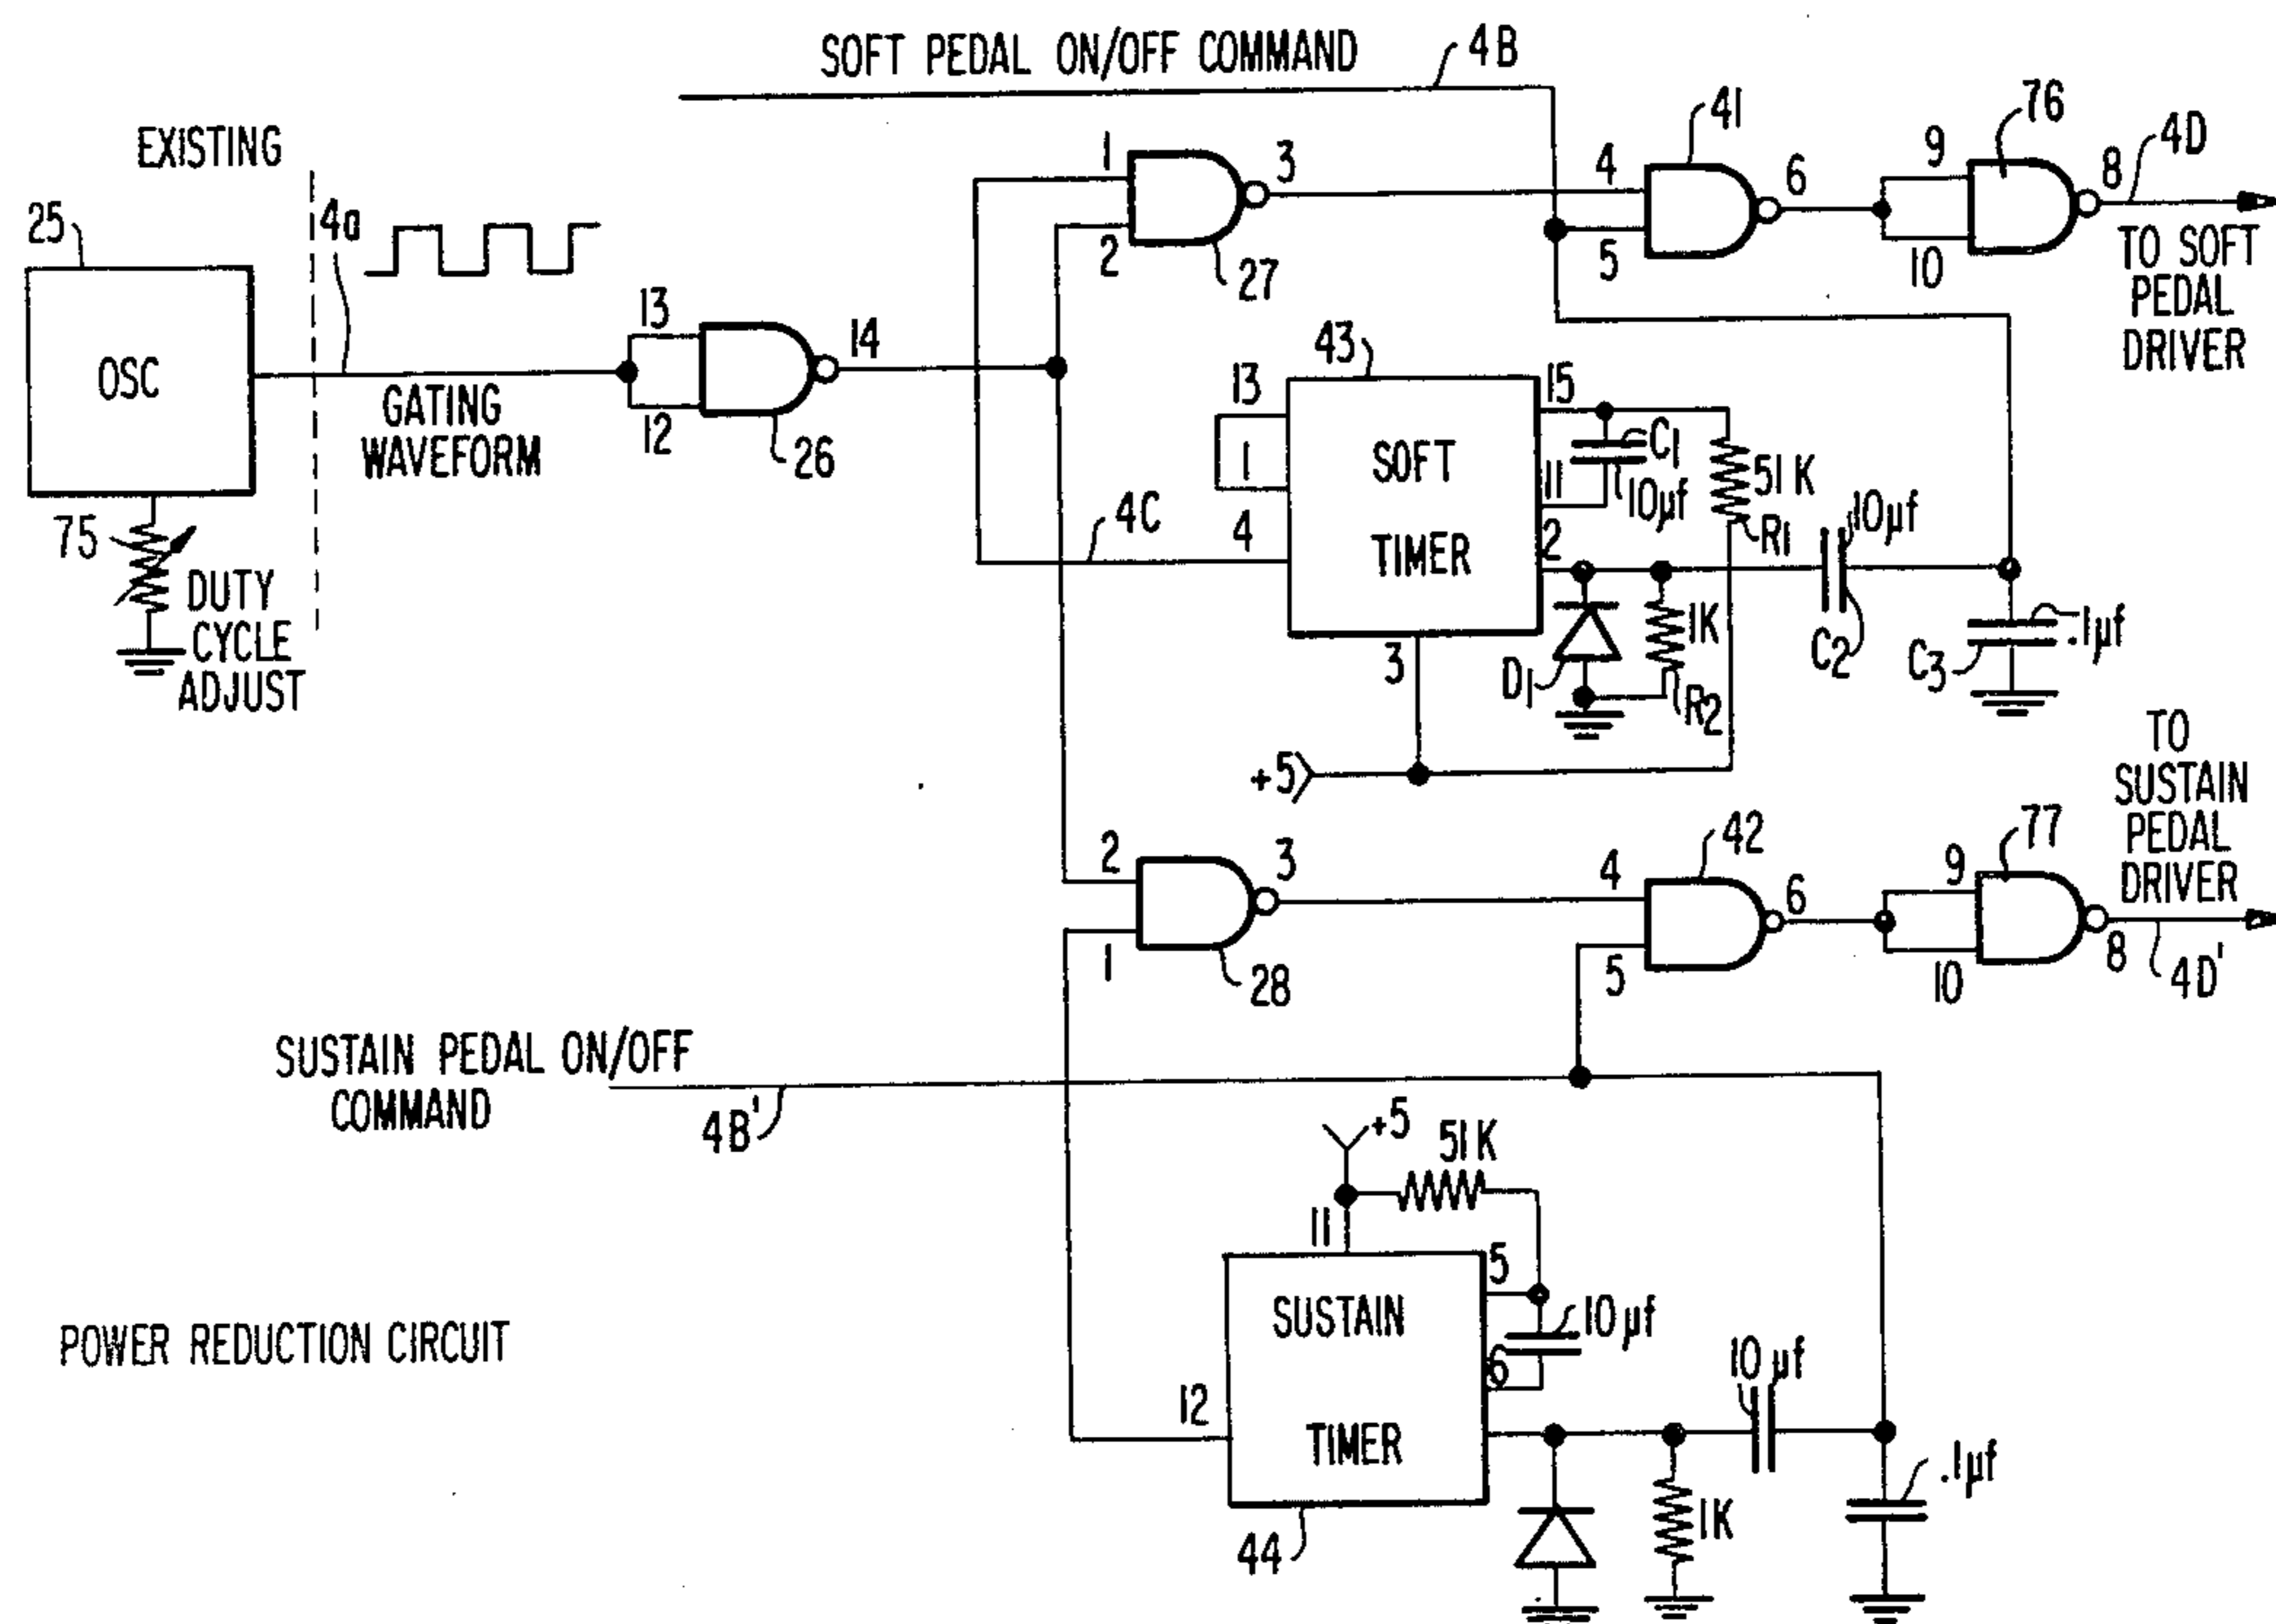 SOFT PEDAL ON/OFF COMMAND
4B
EXISTING
25
4a
OSC
GATING
WAVEFORM
75
DUTY
CYCLE
ADJUST
13
12
14
26
1
2
3
27
4
5
6
41
9
10
8
76
4D
TO SOFT
PEDAL
DRIVER
43
13
1
4
4C
SOFT
TIMER
15
11
2
3
C1
10µf
51K
R1
10µf
C2
D1
1K
R2
C3
.1µf
+5
2
1
3
28
4
5
6
42
9
10
8
77
4D'
TO
SUSTAIN
PEDAL
DRIVER
SUSTAIN PEDAL ON/OFF
COMMAND
4B'
+5
51K
11
5
6
12
SUSTAIN
TIMER
44
10µf
10µf
1K
.1µf
POWER REDUCTION CIRCUIT